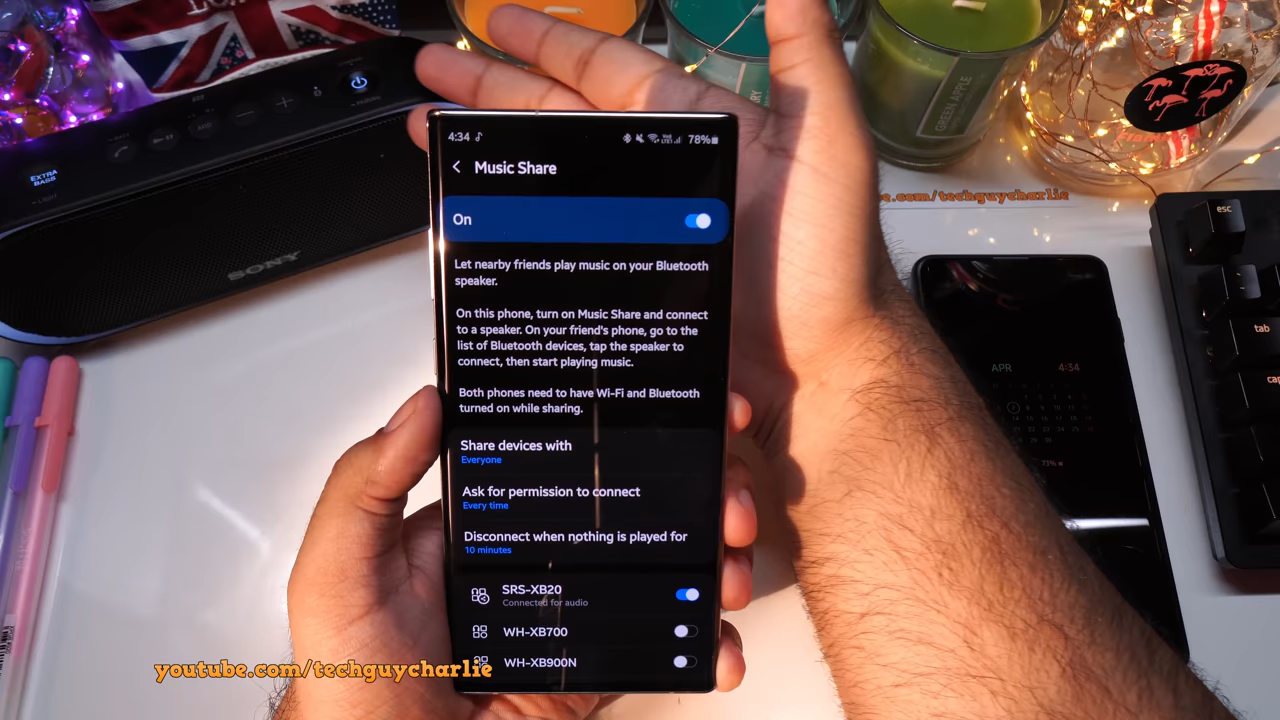 EXTRA
BASS
SONY
GREEN APPLE
4:34
78%
Music Share
On
Let nearby friends play music on your Bluetooth
speaker.
On this phone, turn on Music Share and connect
to a speaker. On your friend's phone, go to the
list of Bluetooth devices, tap the speaker to
connect, then start playing music.
Both phones need to have Wi-Fi and Bluetooth
turned on while sharing.
Share devices with
Everyone
Ask for permission to connect
Every time
Disconnect when nothing is played for
10 minutes
SRS-XB20
Connected for audio
WH-XB700
WH-XB900N
e.com/techguycharlie
APR 4:34
esc
tab
youtube.com/techguycharlie